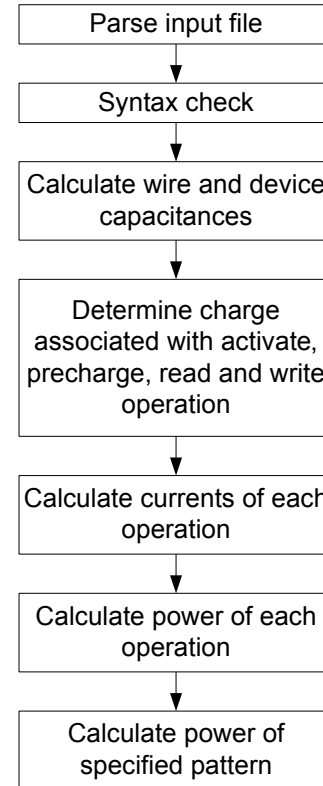 Parse input file
Syntax check
Calculate wire and device
capacitances
Determine charge
associated with activate,
precharge, read and write
operation
Calculate currents of each
operation
Calculate power of each
operation
Calculate power of
specified pattern